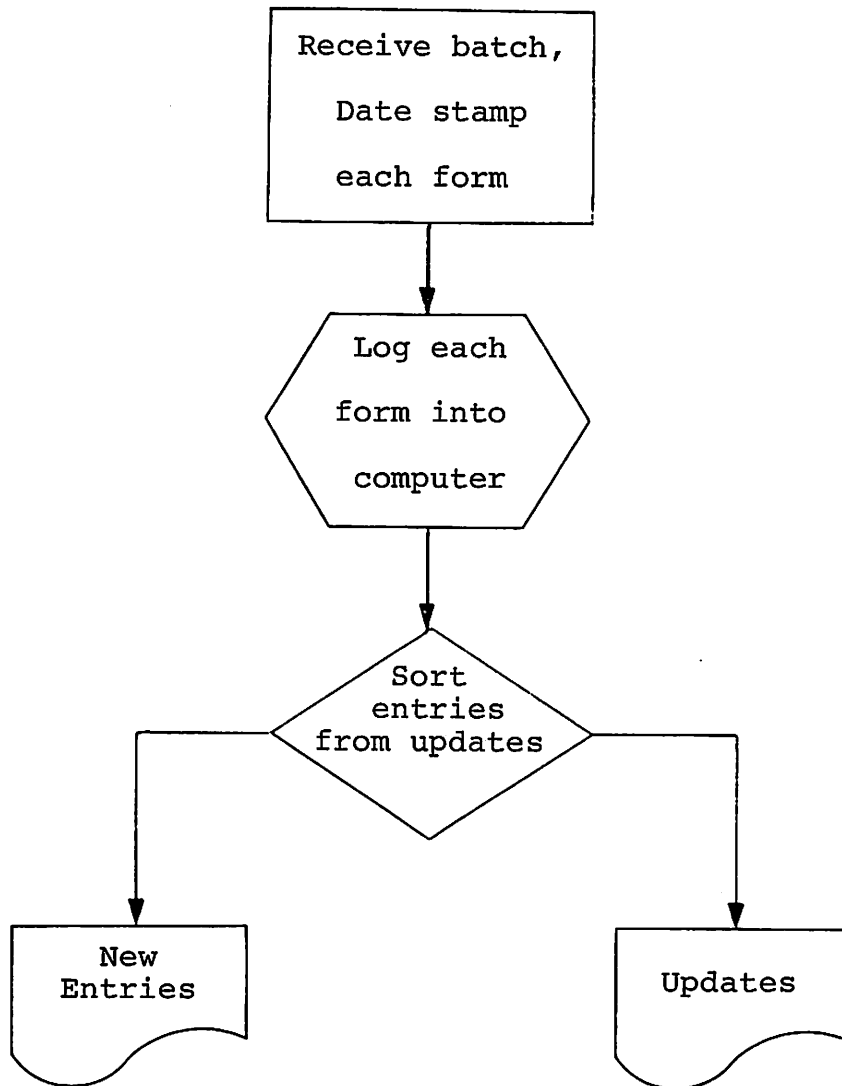 Receive batch,
Date stamp
each form
Log each
form into
computer
Sort
entries
from updates
New
Entries
Updates